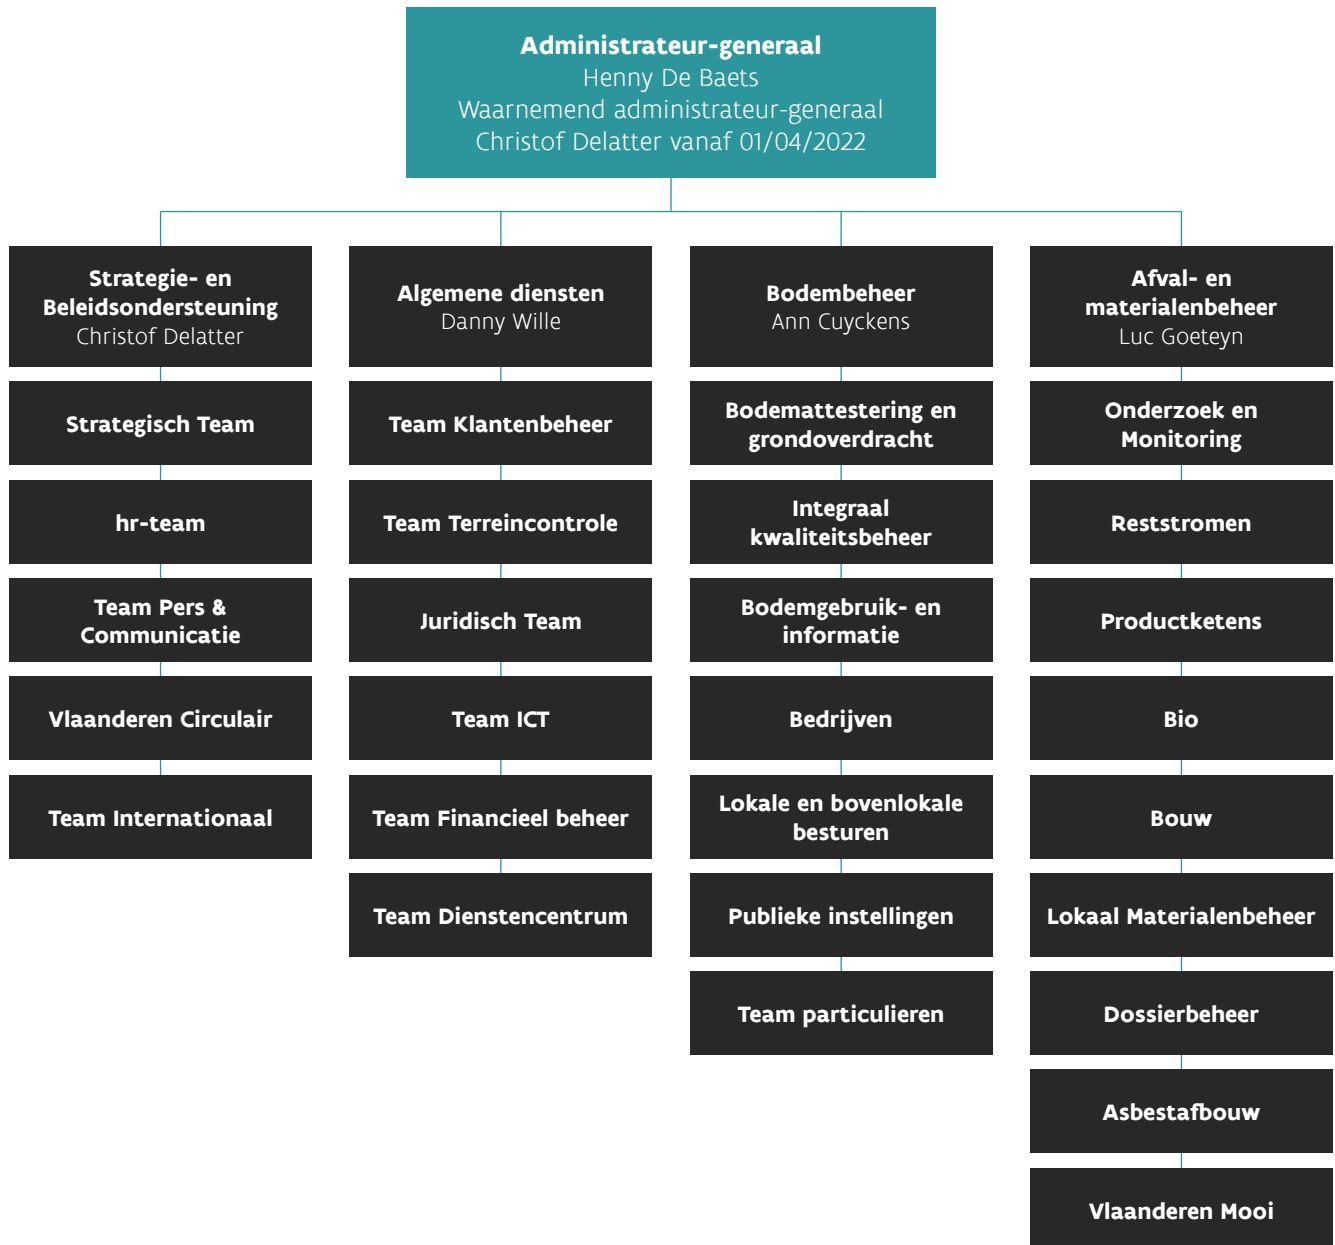 Administrateur-generaal
Henny De Baets
Waarnemend administrateur-generaal
Christof Delatter vanaf 01/04/2022
Strategie- en
Beleidsondersteuning
Christof Delatter
Strategisch Team
hr-team
Team Pers &
Communicatie
Vlaanderen Circulair
Team Internationaal
Algemene diensten
Danny Wille
Team Klantenbeheer
Team Terreincontrole
Juridisch Team
Team ICT
Team Financieel beheer
Team Dienstencentrum
Bodembeheer
Ann Cuyckens
Bodemattestering en
grondoverdracht
Integraal
kwaliteitsbeheer
Bodemgebruik- en
informatie
Bedrijven
Lokale en bovenlokale
besturen
Publieke instellingen
Team particulieren
Afval- en
materialenbeheer
Luc Goeteyn
Onderzoek en
Monitoring
Reststromen
Productketens
Bio
Bouw
Lokaal Materialenbeheer
Dossierbeheer
Asbestafbouw
Vlaanderen Mooi